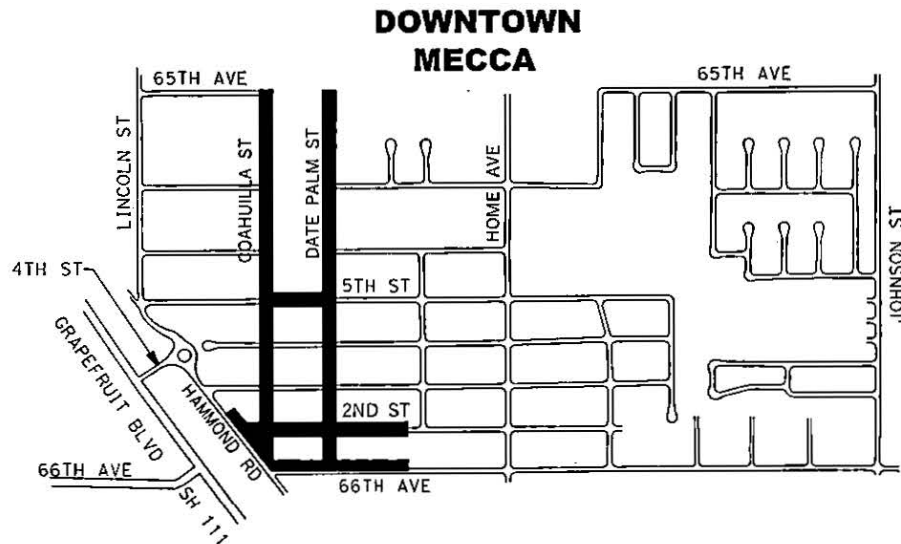 DOWNTOWN
MECCA
65TH AVE
65TH AVE
LINCOLN ST
COAHUILLA ST
DATE PALM ST
HOME AVE
JOHNSON ST
4TH ST
5TH ST
GRAPEFRUIT BLVD
HAMMOND RD
2ND ST
66TH AVE
SH 111
66TH AVE